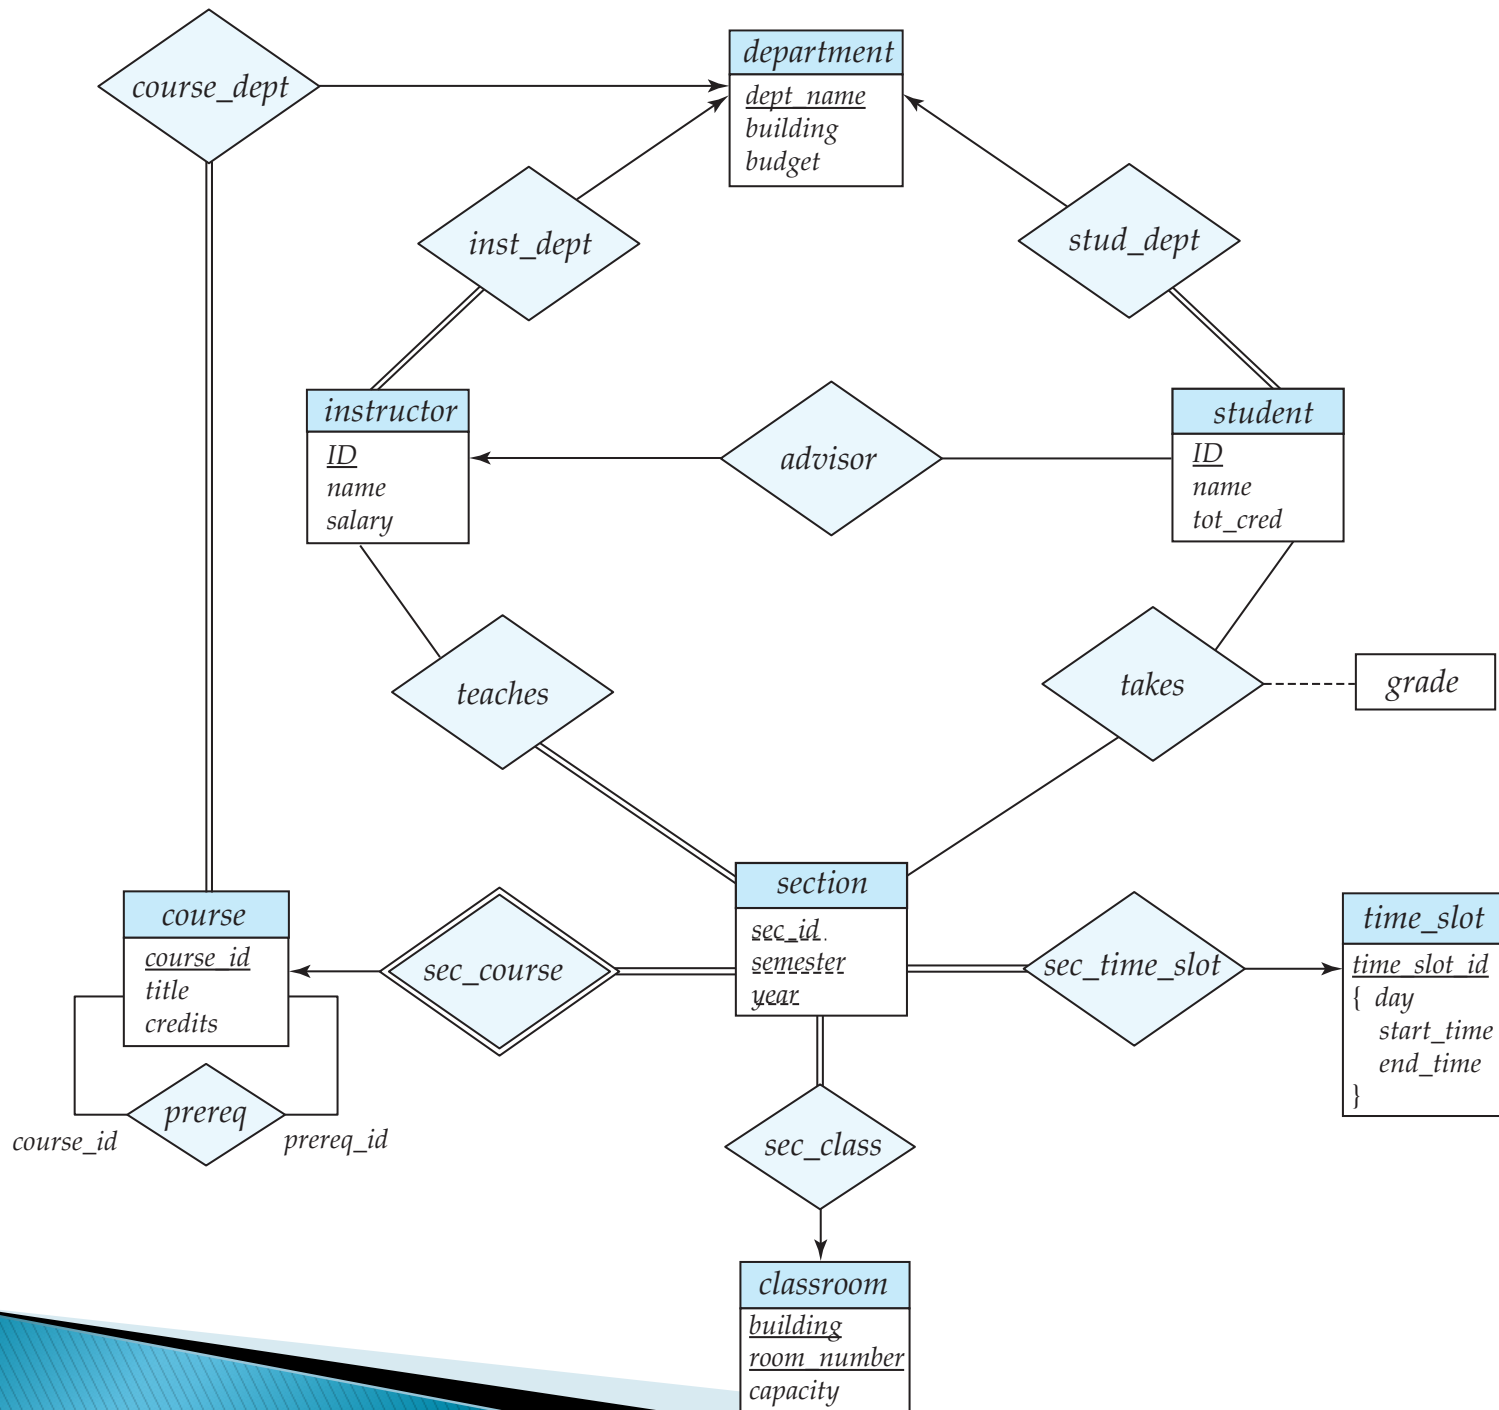 department
dept_name
building
budget
course_dept
inst_dept
stud_dept
instructor
ID
name
salary
advisor
student
ID
name
tot_cred
teaches
takes
grade
course
course_id
title
credits
sec_course
section
sec_id
semester
year
sec_time_slot
time_slot
time_slot_id
{ day
start_time
end_time
}
prereq
course_id
prereq_id
sec_class
classroom
building
room_number
capacity